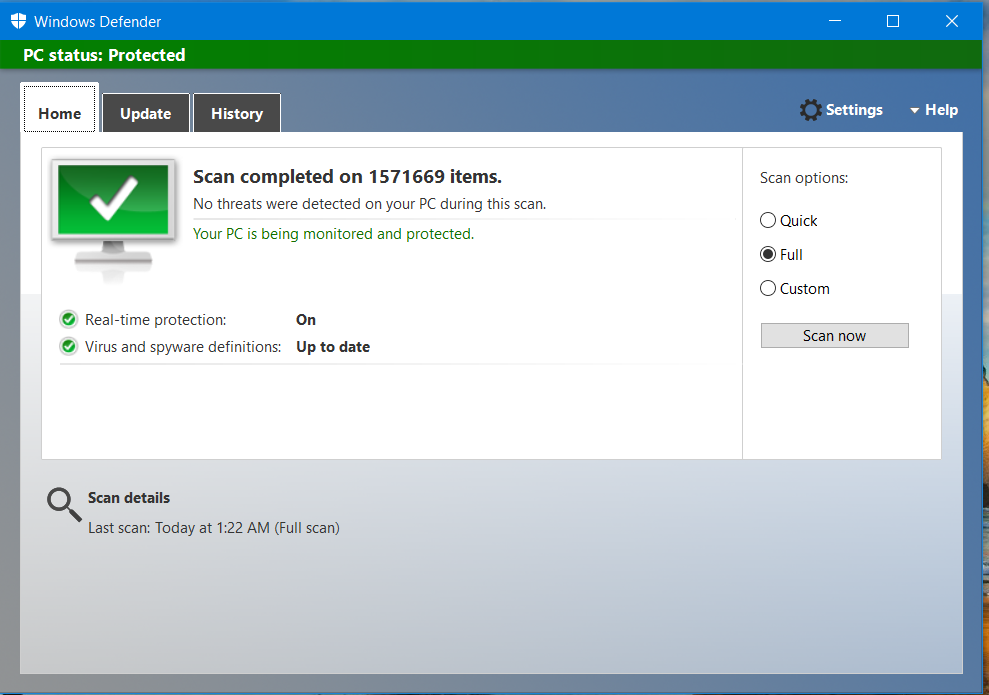 Windows Defender
PC status: Protected
Home
Update
History
Settings
Help
Scan completed on 1571669 items.
No threats were detected on your PC during this scan.
Your PC is being monitored and protected.
Real-time protection: On
Virus and spyware definitions: Up to date
Scan options:
Quick
Full
Custom
Scan now
Scan details
Last scan: Today at 1:22 AM (Full scan)